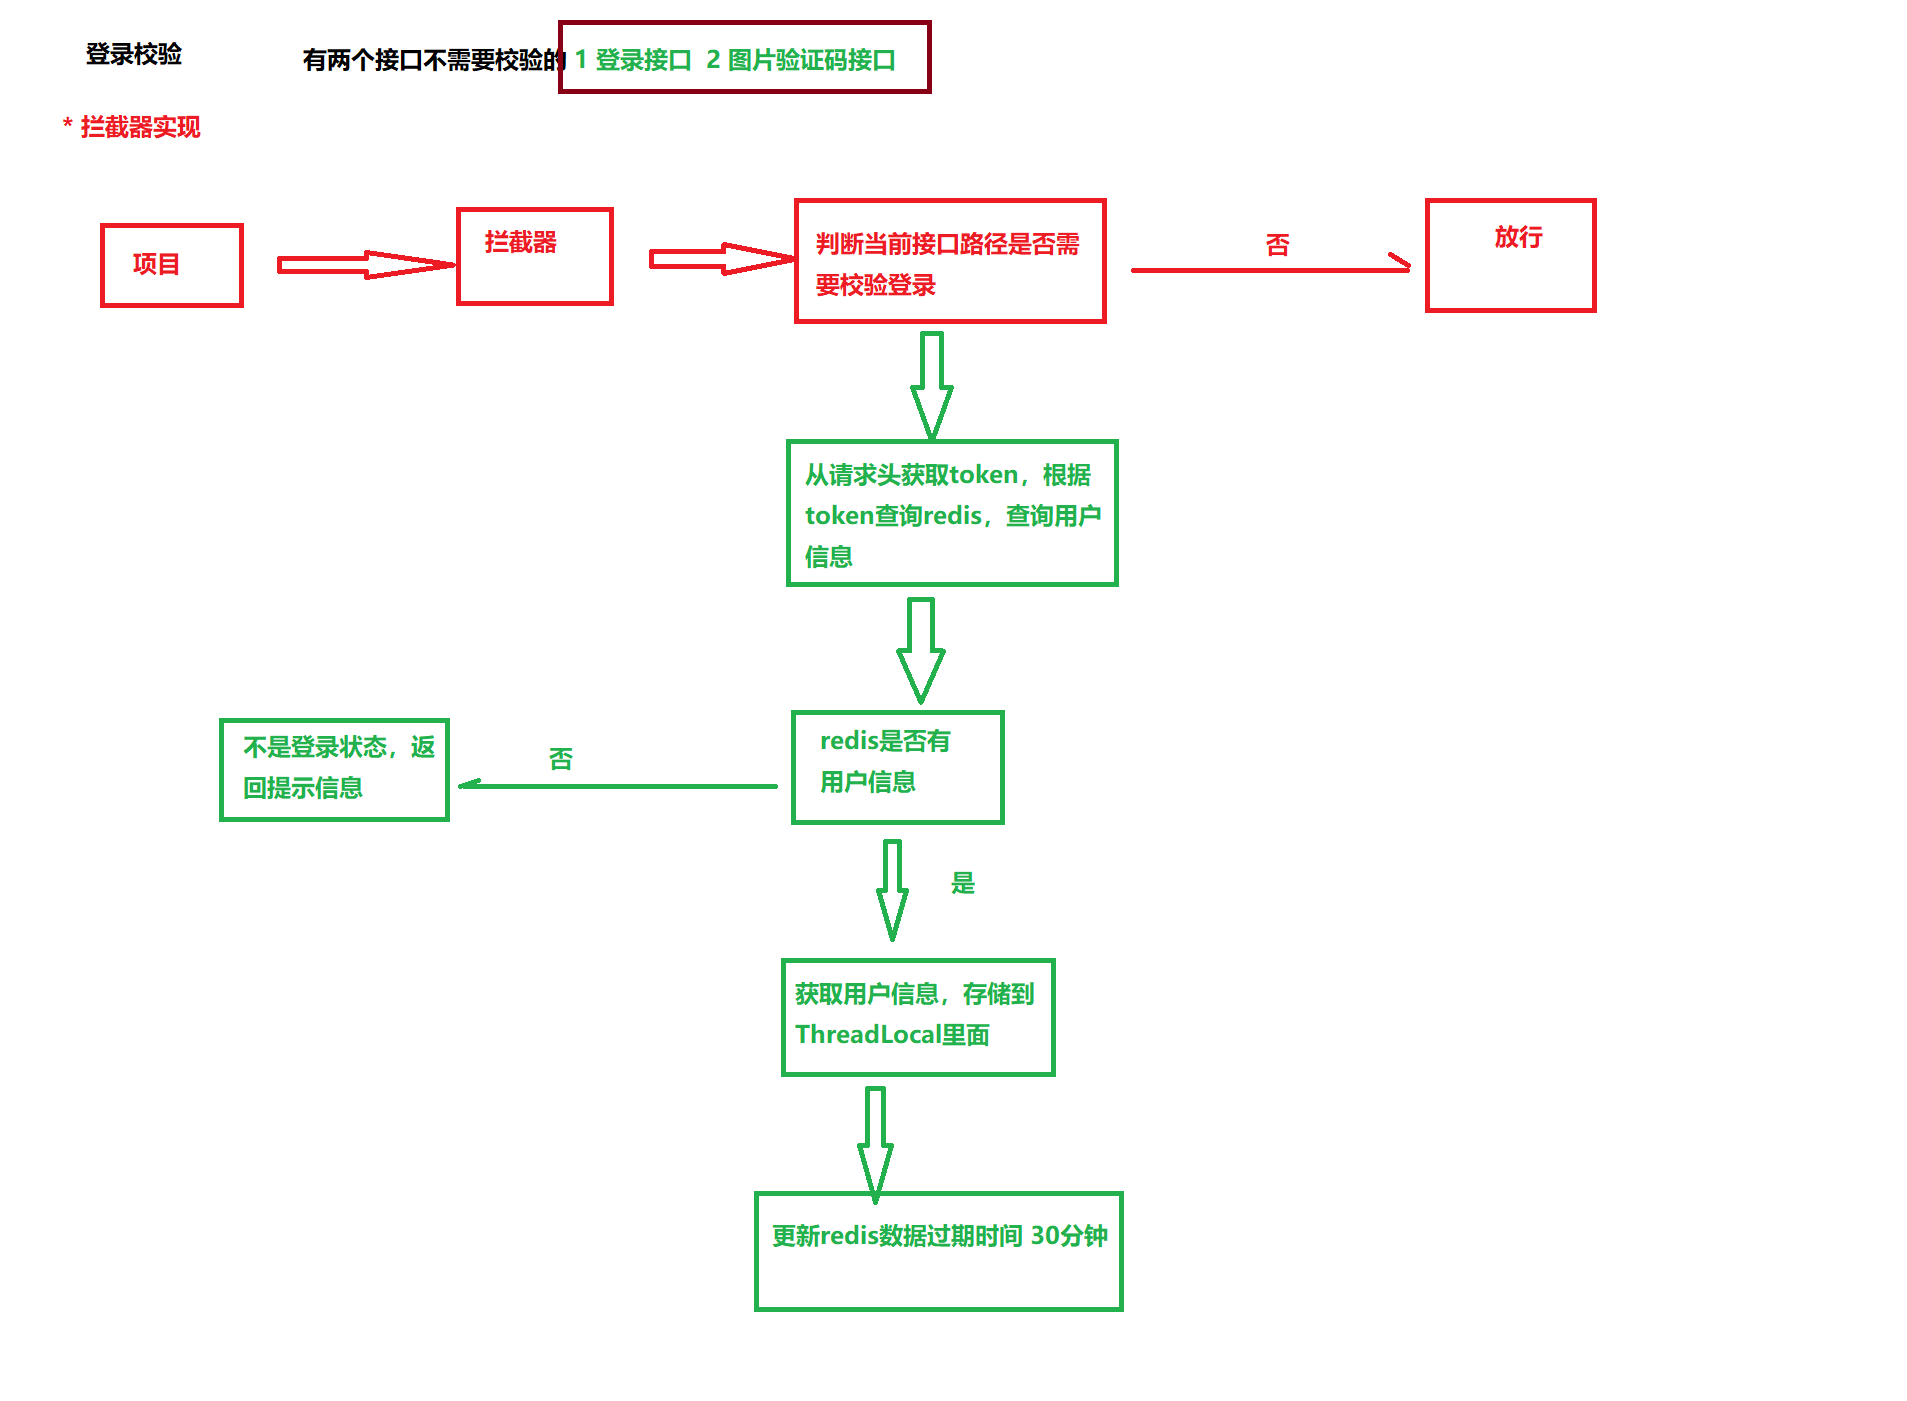 登录校验
有两个接口不需要校验的 1 登录接口 2 图片验证码接口
* 拦截器实现
项目
拦截器
判断当前接口路径是否需
要校验登录
否
放行
从请求头获取token，根据
token查询redis，查询用户
信息
redis是否有
用户信息
否
不是登录状态，返
回提示信息
是
获取用户信息，存储到
ThreadLocal里面
更新redis数据过期时间 30分钟